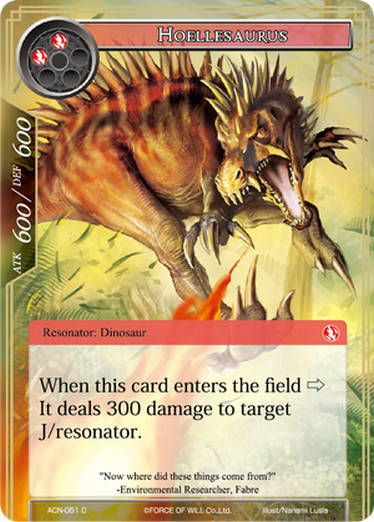 HOELLESAURUS
ATK 600 / DEF 600
Resonator: Dinosaur
When this card enters the field ⇨
It deals 300 damage to target
J/resonator.
"Now where did these things come from?"
-Environmental Researcher, Fabre
ACN-051 C ©FORCE OF WILL Co.,Ltd. Illust/Nanami Lusla